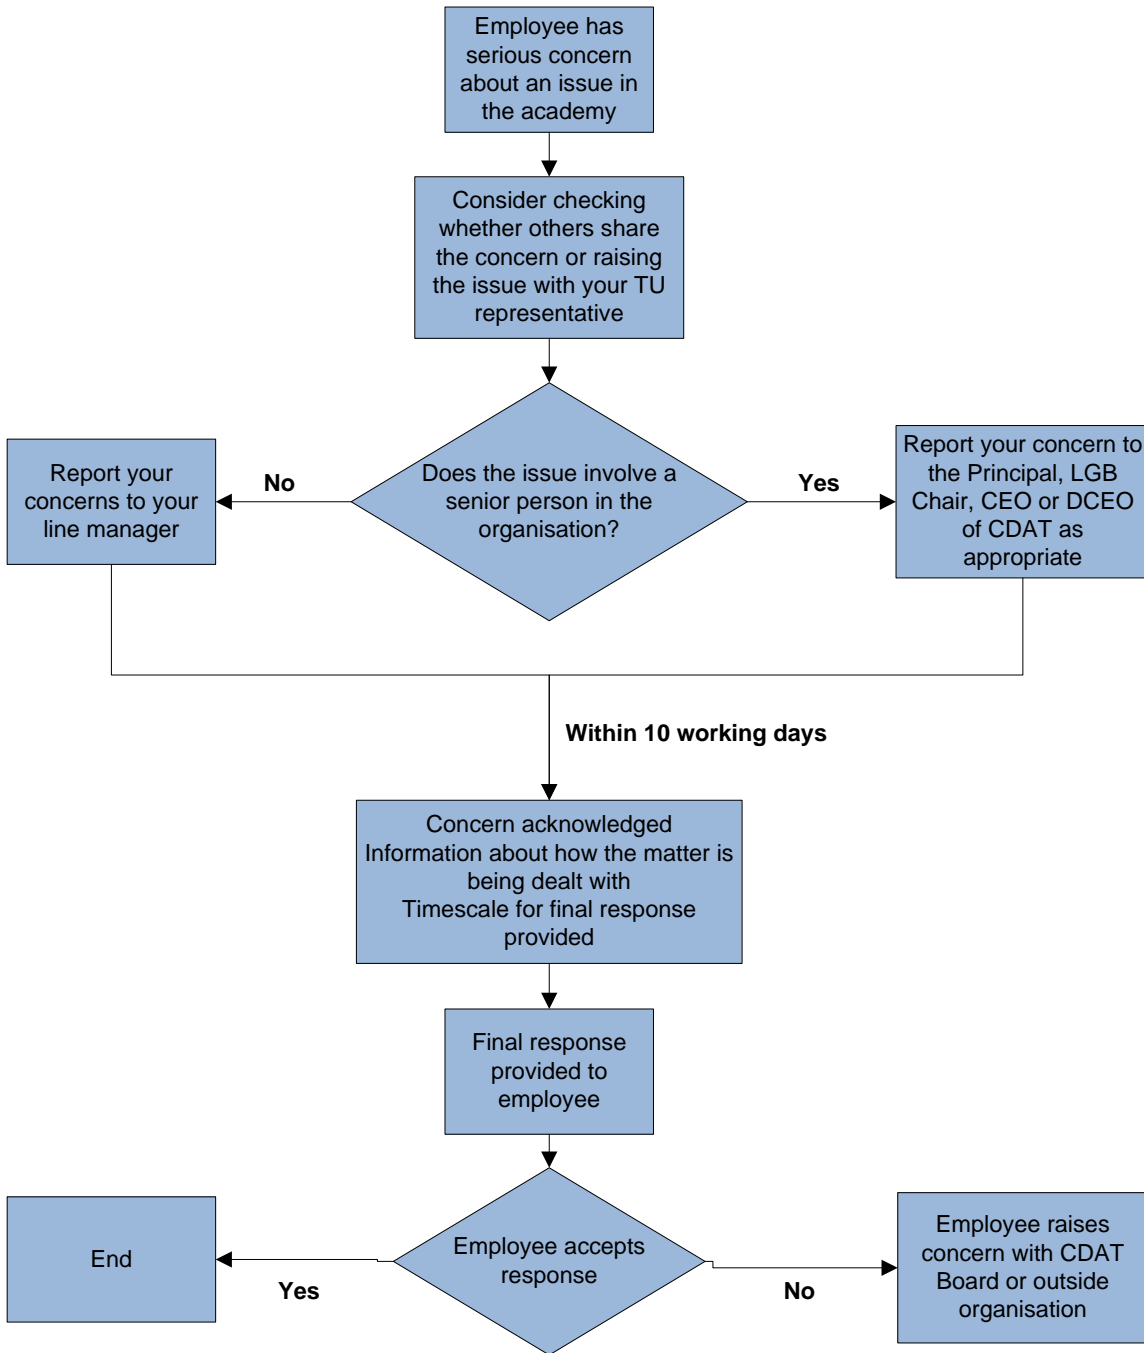 Employee has
serious concern
about an issue in
the academy
Consider checking
whether others share
the concern or raising
the issue with your TU
representative
Does the issue involve a
senior person in the
organisation?
No
Yes
Report your
concerns to your
line manager
Report your concern to
the Principal, LGB
Chair, CEO or DCEO
of CDAT as
appropriate
Within 10 working days
Concern acknowledged
Information about how the matter is
being dealt with
Timescale for final response
provided
Final response
provided to
employee
Employee accepts
response
Yes
No
End
Employee raises
concern with CDAT
Board or outside
organisation